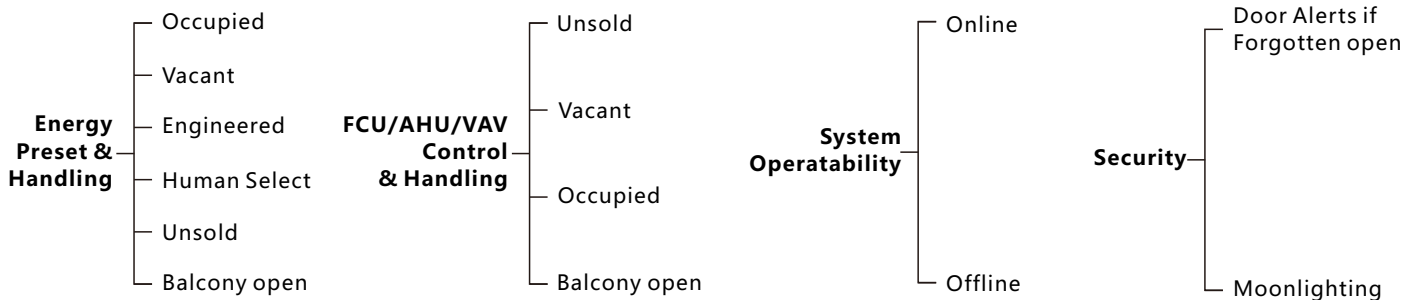 Energy
Preset &
Handling
Occupied
Vacant
Engineered
Human Select
Unsold
Balcony open
FCU/AHU/VAV
Control
& Handling
Unsold
Vacant
Occupied
Balcony open
System
Operatability
Online
Offline
Security
Door Alerts if
Forgotten open
Moonlighting